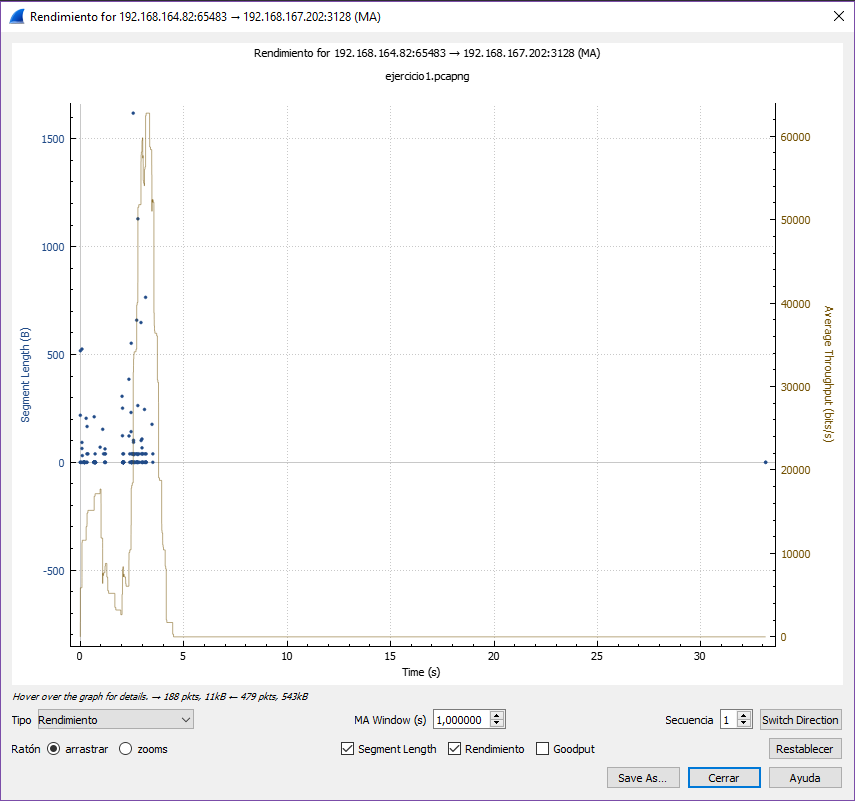 Rendimiento for 192.168.164.82:65483 → 192.168.167.202:3128 (MA)
Rendimiento for 192.168.164.82:65483 → 192.168.167.202:3128 (MA)
ejercicio1.pcapng
1500
1000
500
0
-500
Segment Length (B)
60000
50000
40000
30000
20000
10000
0
Average Throughput (bits/s)
0 5 10 15 20 25 30
Time (s)
Hover over the graph for details. → 188 pkts, 11kB ← 479 pkts, 543kB
Tipo Rendimiento MA Window (s) 1,000000 Secuencia 1 Switch Direction
Ratón arrastrar zooms Segment Length Rendimiento Goodput Restablecer
Save As... Cerrar Ayuda